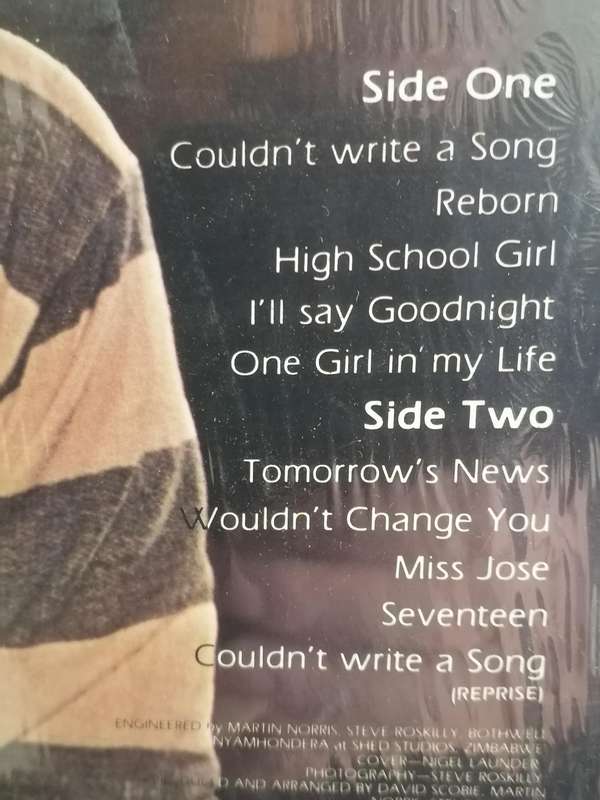 Side One
Couldn't write a Song
Reborn
High School Girl
I'll say Goodnight
One Girl in my Life
Side Two
Tomorrow's News
Wouldn't Change You
Miss Jose
Seventeen
Couldn't write a Song
(REPRISE)
ENGINEERED by MARTIN NORRIS, STEVE ROSKILLY, BOTHWELL
NYAMHONDERA at SHED STUDIOS, ZIMBABWE
COVER—NIGEL LAUNDER
PHOTOGRAPHY—STEVE ROSKILLY
AND ARRANGED BY DAVID SCOBIE, MARTIN